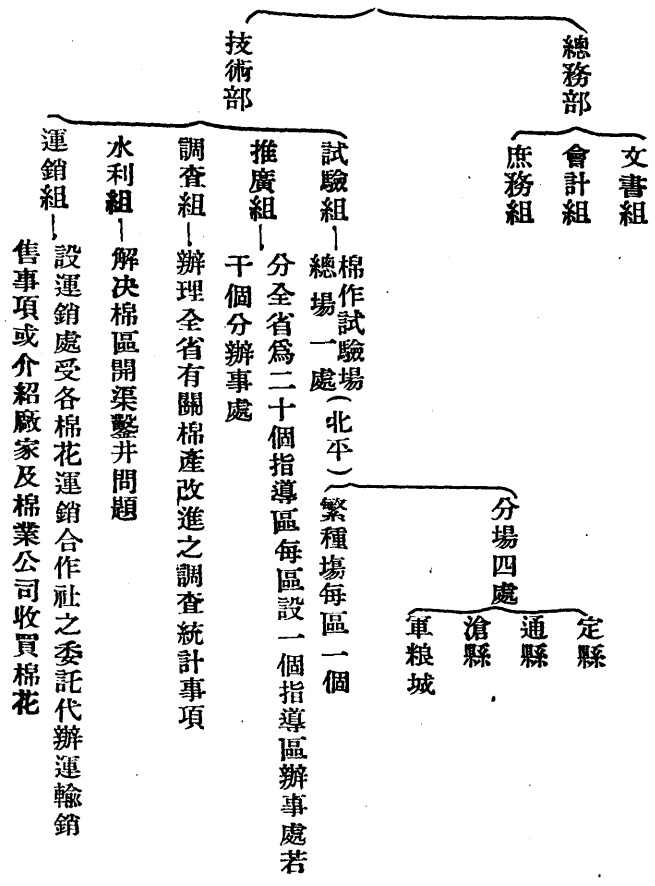 總務部
文書組
會計組
庶務組
技術部
試驗組
棉作試驗場
總場一處(北平)
分場四處
定縣
通縣
滄縣
軍粮城
繁種塲每區一個
推廣組
分全省爲二十個指導區每區設一個指導區辦事處若
干個分辦事處
調查組
辦理全省有關棉產改進之調查統計事項
水利組
解决棉區開渠鑿井問題
運銷組
設運銷處受各棉花運銷合作社之委託代辦運輸銷
售事項或介紹廠家及棉業公司收買棉花